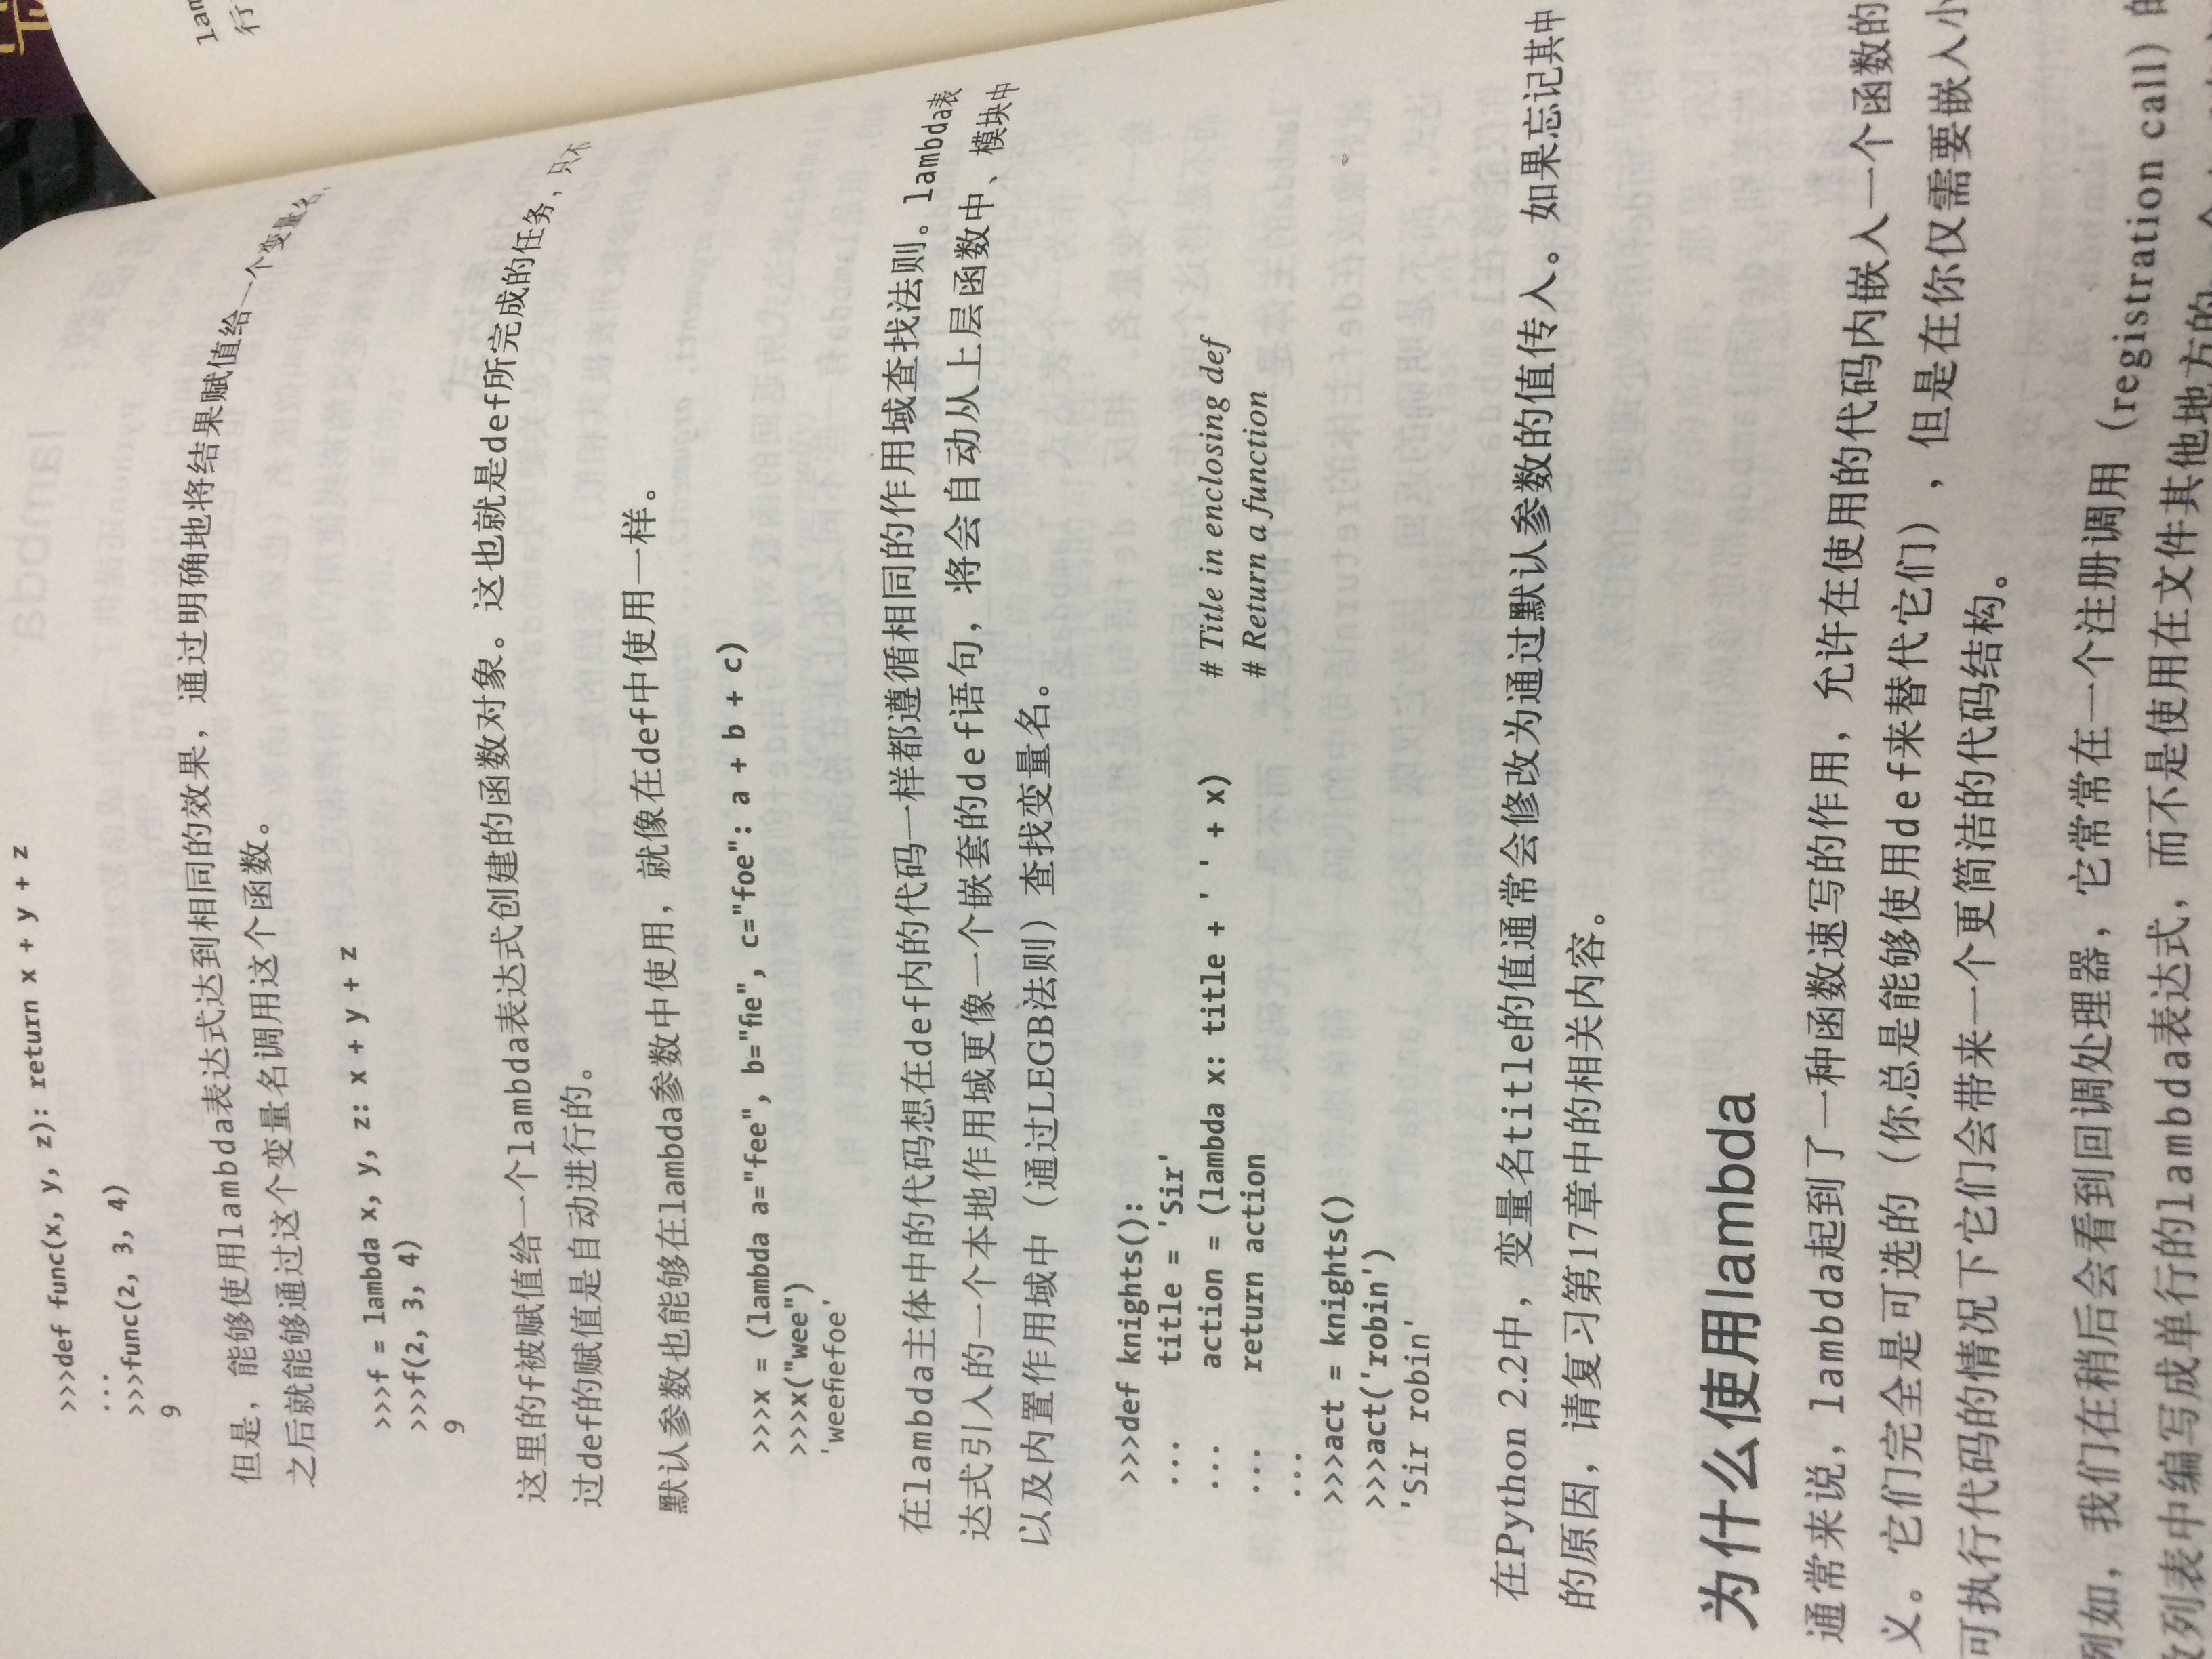 >>>def func(x, y, z): return x + y + z
...
>>>func(2, 3, 4)
9
但是，能够使用lambda表达式达到相同的效果，通过明确地将结果赋值给一个变量名，
之后就能够通过这个变量名调用这个函数。
>>>f = lambda x, y, z: x + y + z
>>>f(2, 3, 4)
9
这里的f被赋值给一个lambda表达式创建的函数对象。这也就是def所完成的任务，只不
过def的赋值是自动进行的。
默认参数也能够在lambda参数中使用，就像在def中使用一样。
>>>x = (lambda a="fee", b="fie", c="foe": a + b + c)
>>>x("wee")
'weefiefoe'
在lambda主体中的代码想在def内的代码一样都遵循相同的作用域查找法则。lambda表
达式引入的一个本地作用域更像一个嵌套的def语句，将会自动从上层函数中、模块中
以及内置作用域中（通过LEGB法则）查找变量名。
>>>def knights():
... title = 'Sir'
... action = (lambda x: title + ' ' + x) # Title in enclosing def
... return action # Return a function
...
>>>act = knights()
>>>act('robin')
'Sir robin'
在Python 2.2中，变量名title的值通常会修改为通过默认参数的值传入。如果忘记其中
的原因，请复习第17章中的相关内容。
为什么使用lambda
通常来说，lambda起到了一种函数速写的作用，允许在使用的代码内嵌入一个函数的
义。它们完全是可选的（你总是能够使用def来替代它们），但是在你仅需要嵌入小
可执行代码的情况下它们会带来一个更简洁的代码结构。
例如，我们在稍后会看到回调处理器，它常常在一个注册调用（registration call）的
数列表中编写成单行的lambda表达式，而不是使用在文件其他地方的一个
lam
行